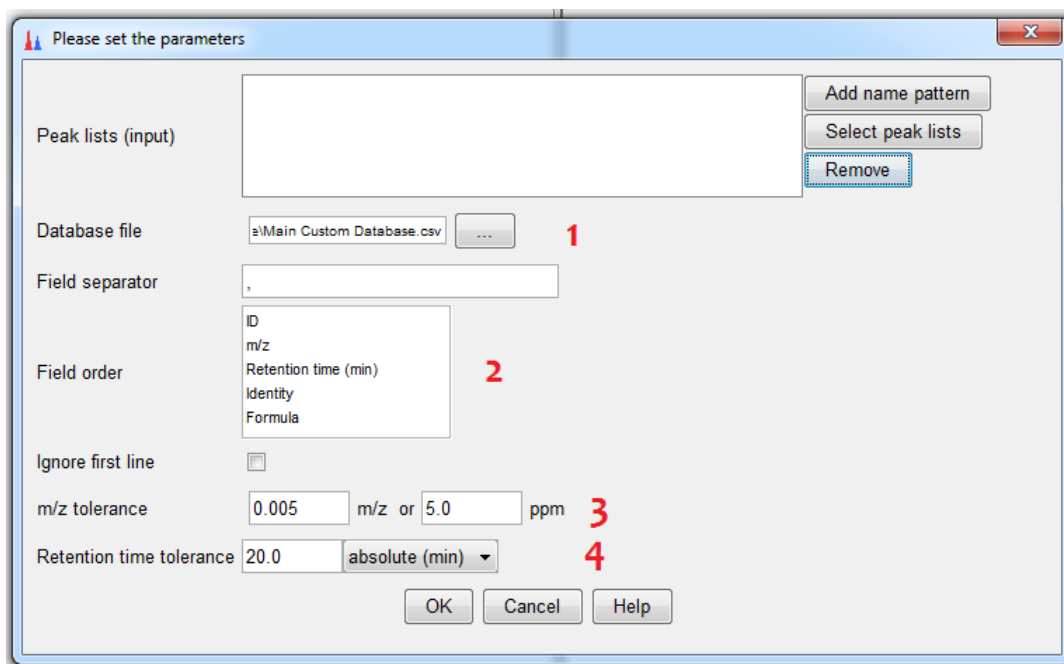 Please set the parameters
Peak lists (input)
Add name pattern
Select peak lists
Remove
Database file e\Main Custom Database.csv ... 1
Field separator ,
Field order
ID
m/z
Retention time (min)
Identity
Formula
2
Ignore first line
m/z tolerance 0.005 m/z or 5.0 ppm 3
Retention time tolerance 20.0 absolute (min) 4
OK Cancel Help